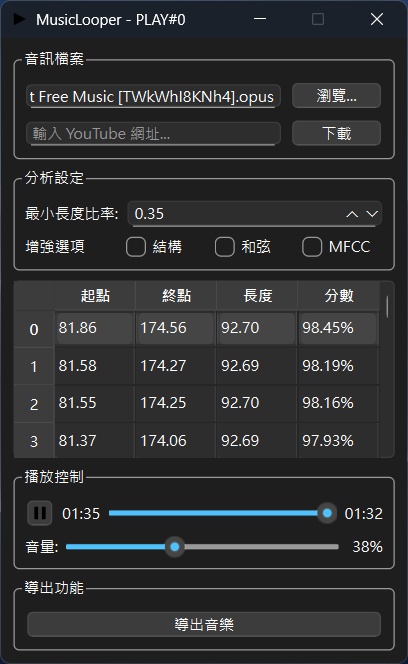 MusicLooper - PLAY#0
音訊檔案
t Free Music [TWkWhI8KNh4].opus 瀏覽...
輸入 YouTube 網址... 下載
分析設定
最小長度比率: 0.35
增強選項 結構 和弦 MFCC
起點 終點 長度 分數
0 81.86 174.56 92.70 98.45%
1 81.58 174.27 92.69 98.19%
2 81.55 174.25 92.70 98.16%
3 81.37 174.06 92.69 97.93%
播放控制
01:35 01:32
音量: 38%
導出功能
導出音樂